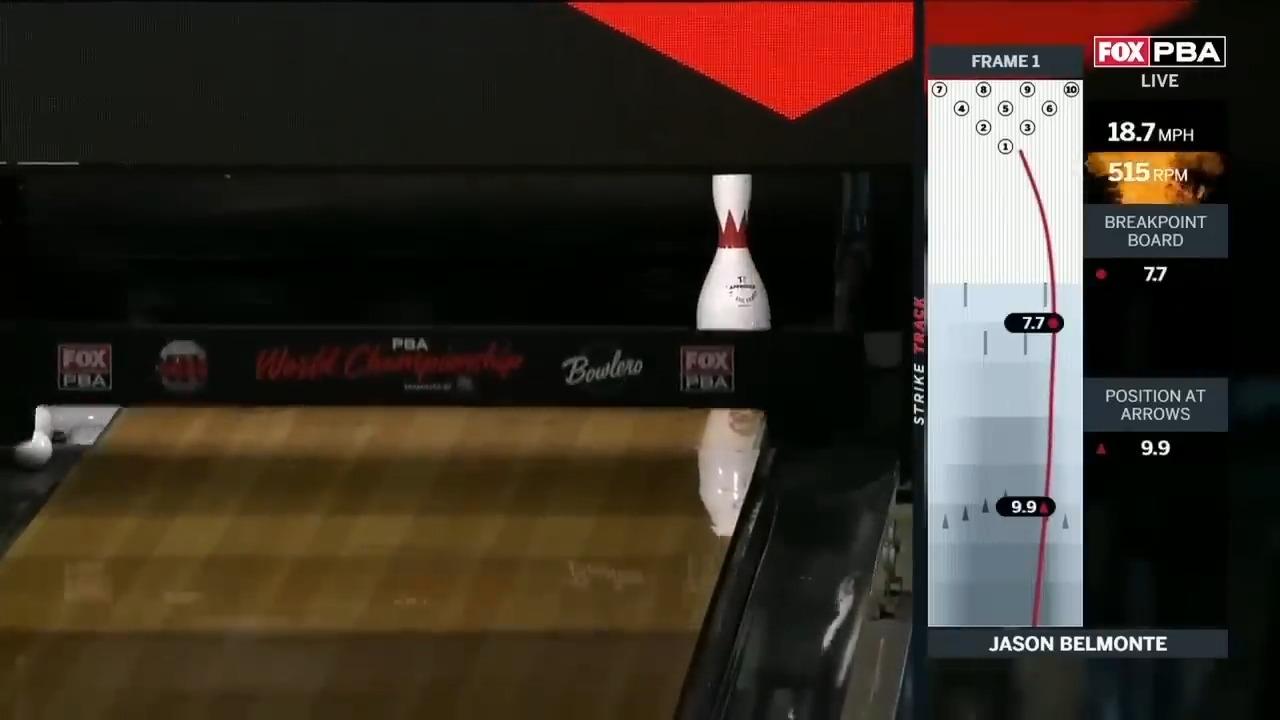 FRAME 1
FOX PBA
LIVE
7 8 9 10
4 5 6
2 3
1
18.7 MPH
515 RPM
BREAKPOINT
BOARD
7.7
7.7
POSITION AT
ARROWS
9.9
9.9
STRIKE TRACK
JASON BELMONTE
FOX
PBA
PBA
World Championship
Bowlero
FOX
PBA
APPROVED